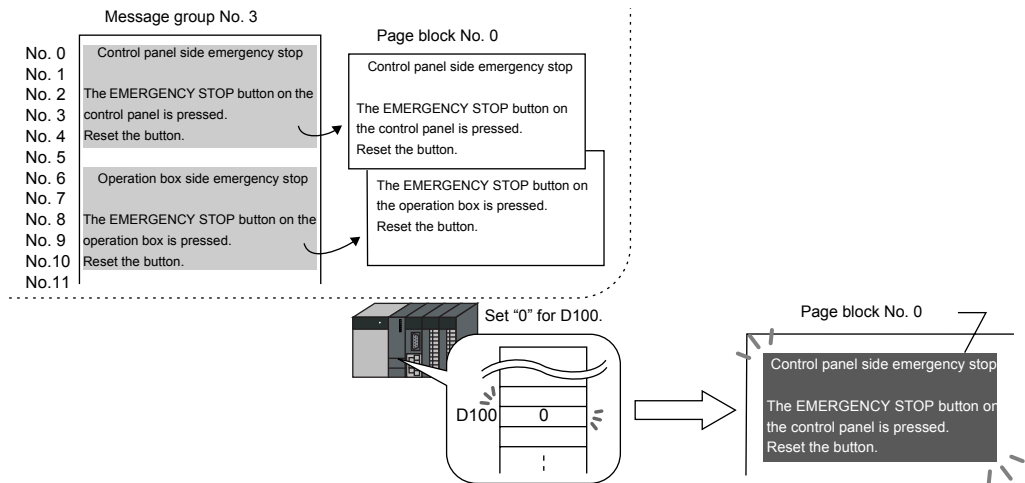 Message group No. 3
No. 0 Control panel side emergency stop
No. 1
No. 2 The EMERGENCY STOP button on the
No. 3 control panel is pressed.
No. 4 Reset the button.
No. 5
No. 6 Operation box side emergency stop
No. 7
No. 8 The EMERGENCY STOP button on the
No. 9 operation box is pressed.
No.10 Reset the button.
No.11
Page block No. 0
Control panel side emergency stop
The EMERGENCY STOP button on
the control panel is pressed.
Reset the button.
The EMERGENCY STOP button on
the operation box is pressed.
Reset the button.
Set “0” for D100.
D100 0
Page block No. 0
Control panel side emergency stop
The EMERGENCY STOP button on
the control panel is pressed.
Reset the button.